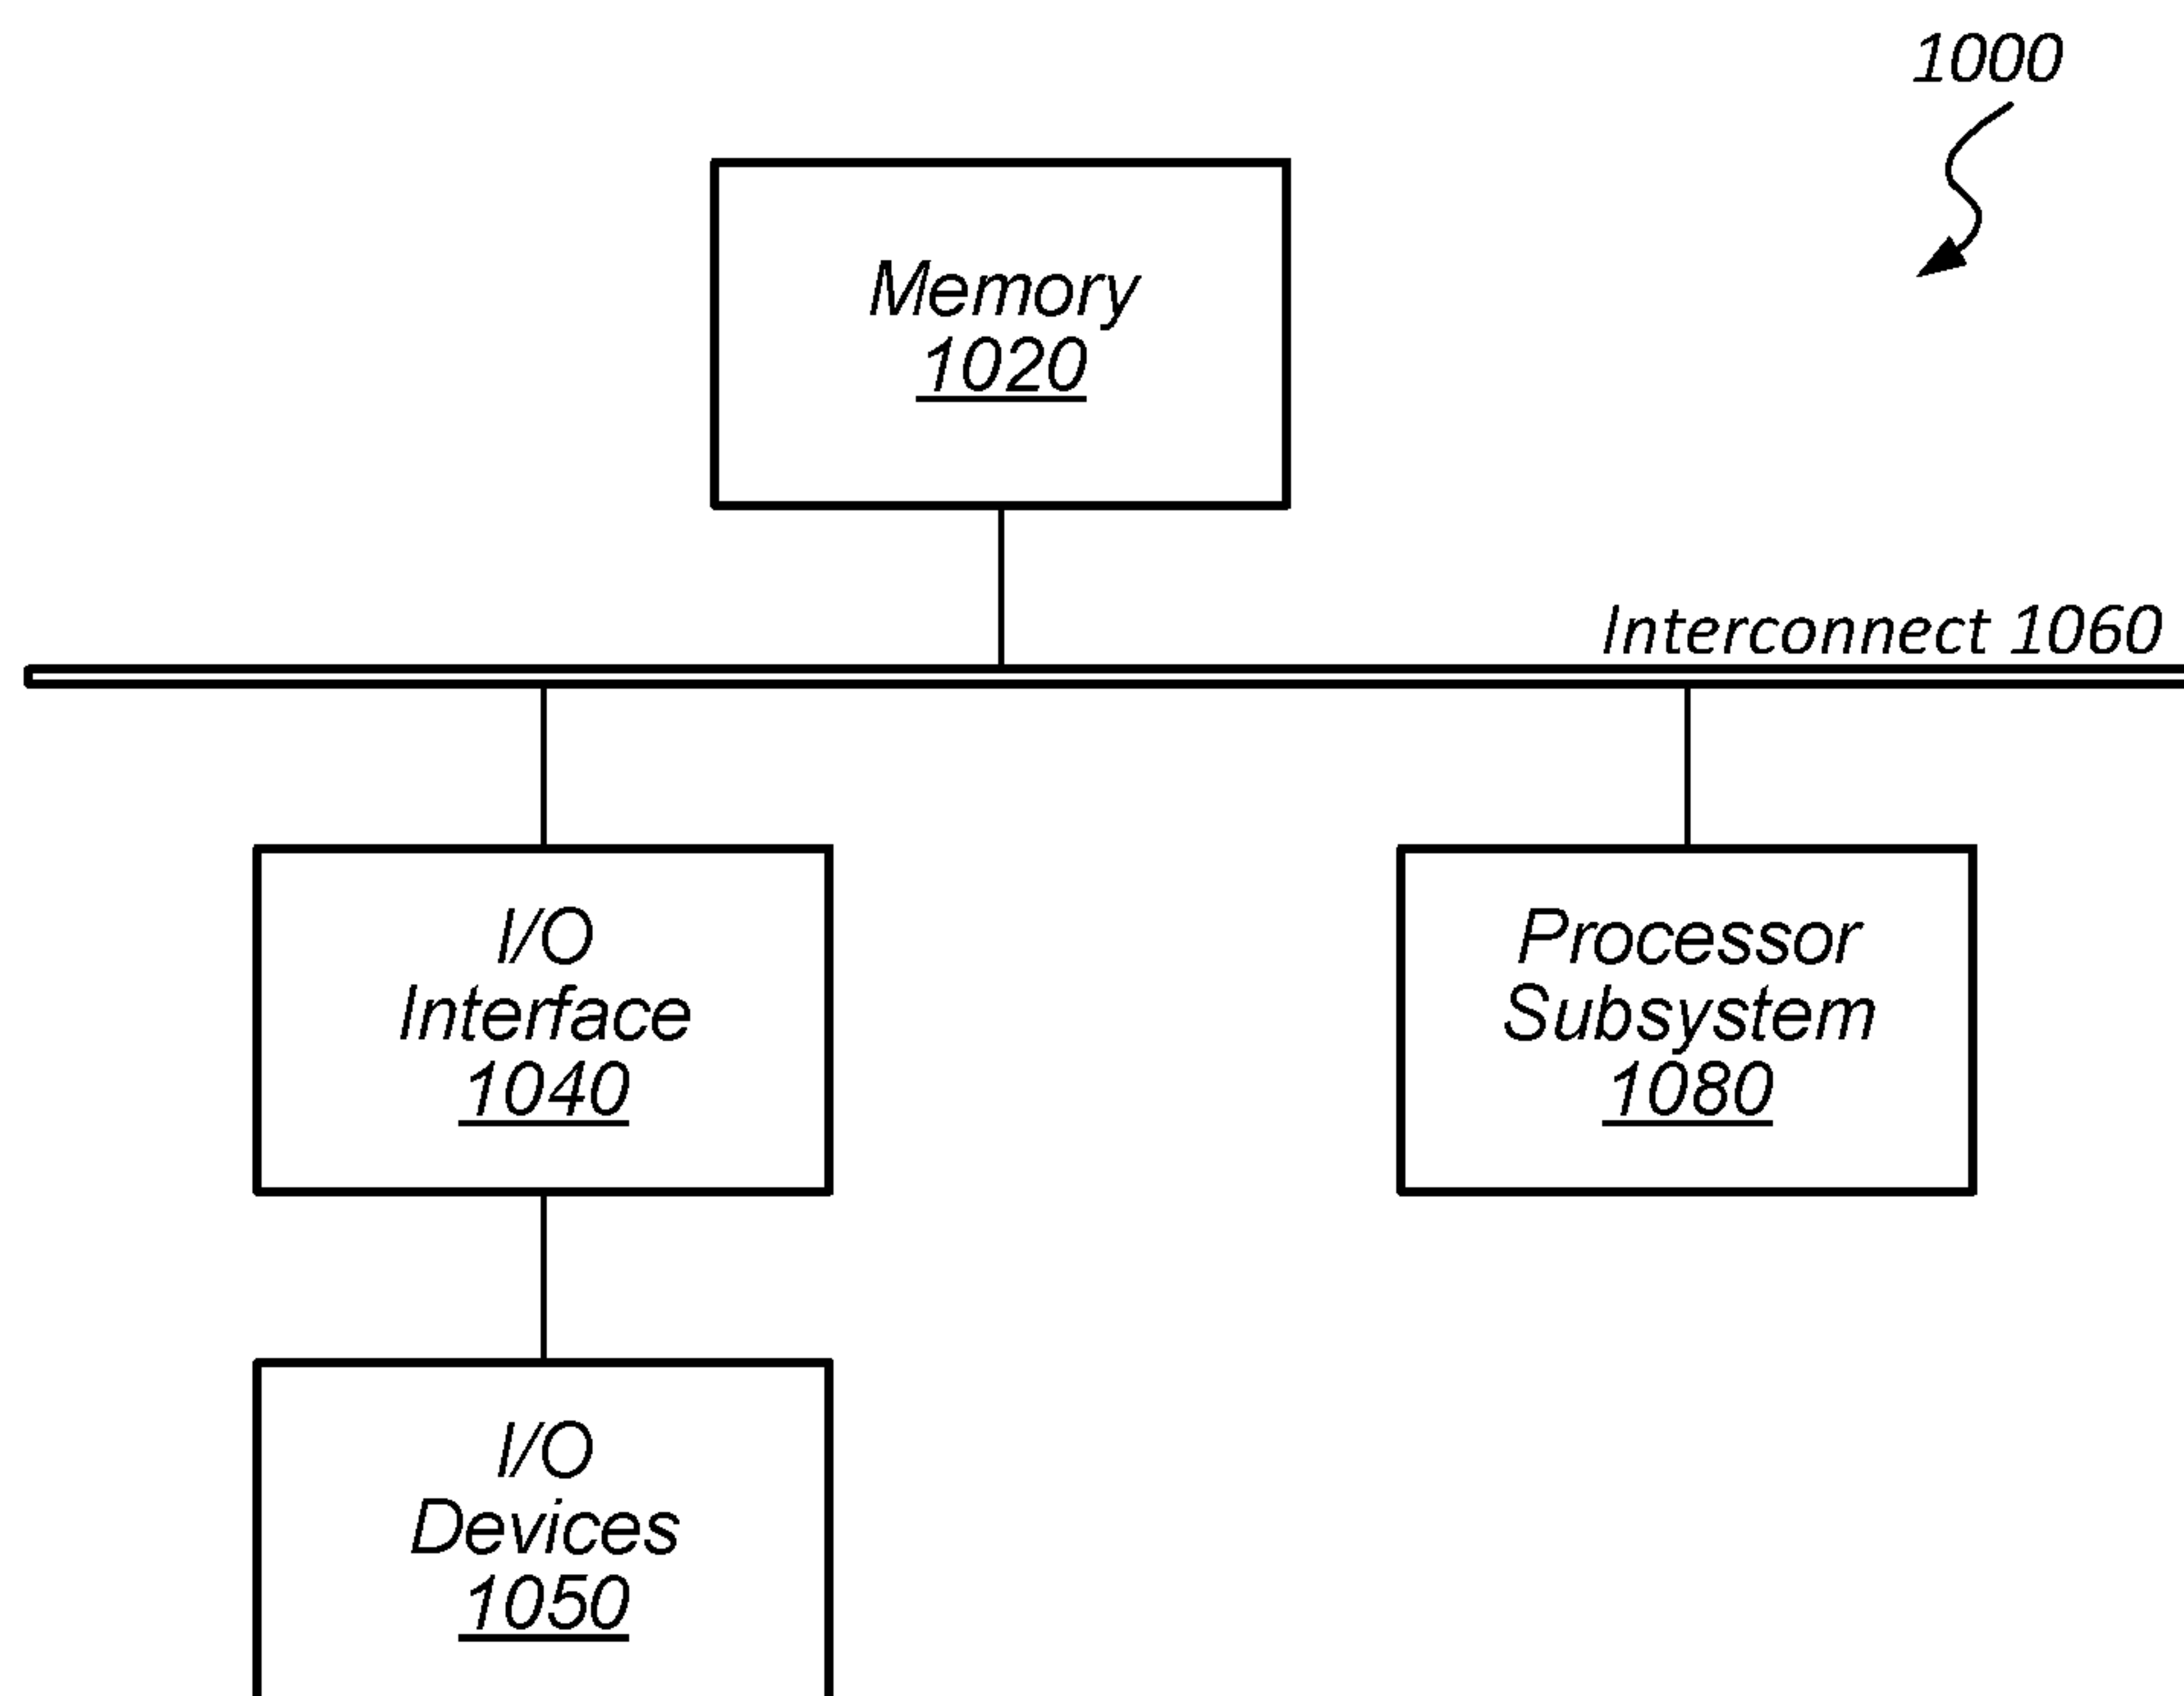 1000
Memory
1020
Interconnect 1060
I/O
Interface
1040
Processor
Subsystem
1080
I/O
Devices
1050